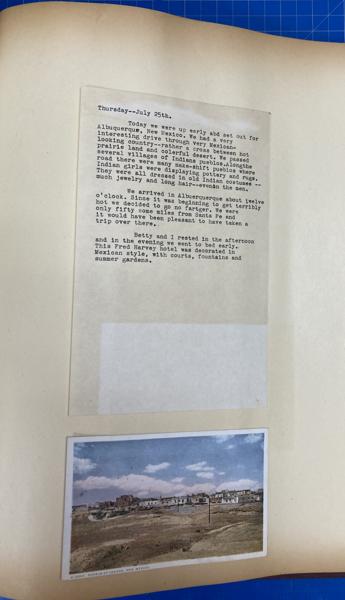 Thursday--July 25th.
Today we were up early abd set out for
Albuquerque, New Mexico. We had a very
interesting drive through very Mexican-
looking country--rather a cross between hot
prairie land and colorful desert. We passed
several villages of Indians pueblos.Alongthe
road there were many make-shift pueblos where
Indian girls were displaying pottery and rugs.
They were all dressed in old Indian costumes --
much jewelry and long hair--even the men.
We arrived in Albuquerque about twelve
o'clock. Since it was beginning to get terribly
hot we decided to go no farther. We were
only fifty some miles from Santa Fe and
it would have been pleasant to have taken a
trip over there.
Betty and I rested in the afternoon
and in the evening we went to bed early.
This Fred Harvey hotel was decorated in
Mexican style, with courts, fountains and
summer gardens.
NEW MEXICO